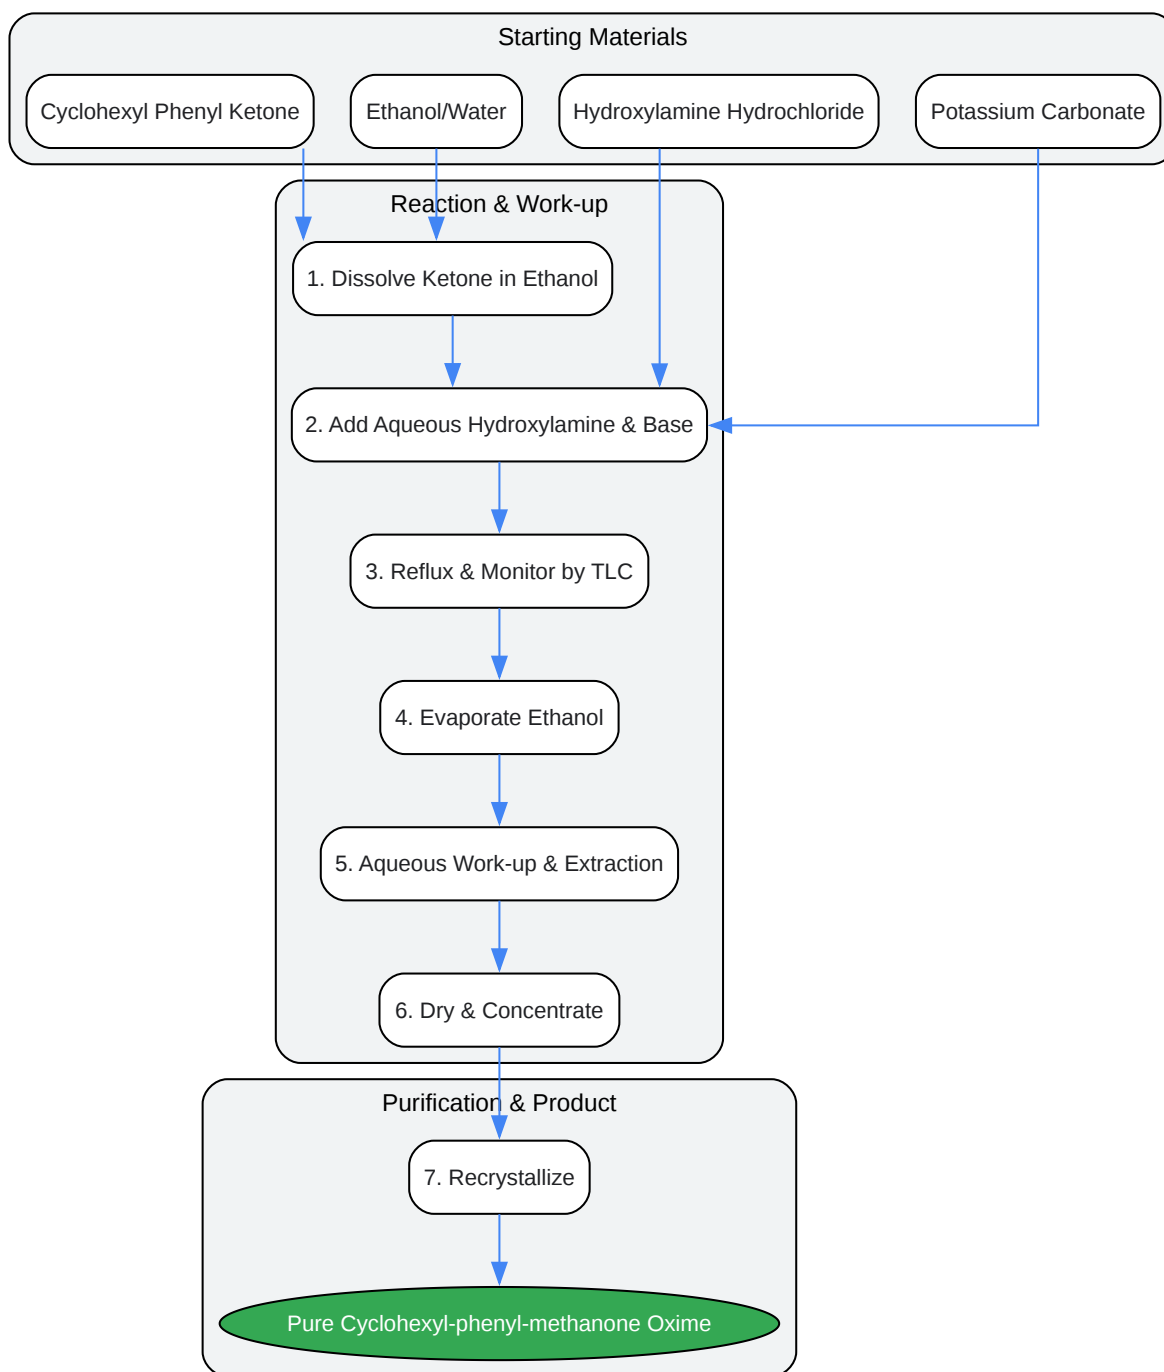 Starting Materials
Cyclohexyl Phenyl Ketone
Ethanol/Water
Hydroxylamine Hydrochloride
Potassium Carbonate
Reaction & Work-up
1. Dissolve Ketone in Ethanol
2. Add Aqueous Hydroxylamine & Base
3. Reflux & Monitor by TLC
4. Evaporate Ethanol
5. Aqueous Work-up & Extraction
6. Dry & Concentrate
Purification & Product
7. Recrystallize
Pure Cyclohexyl-phenyl-methanone Oxime